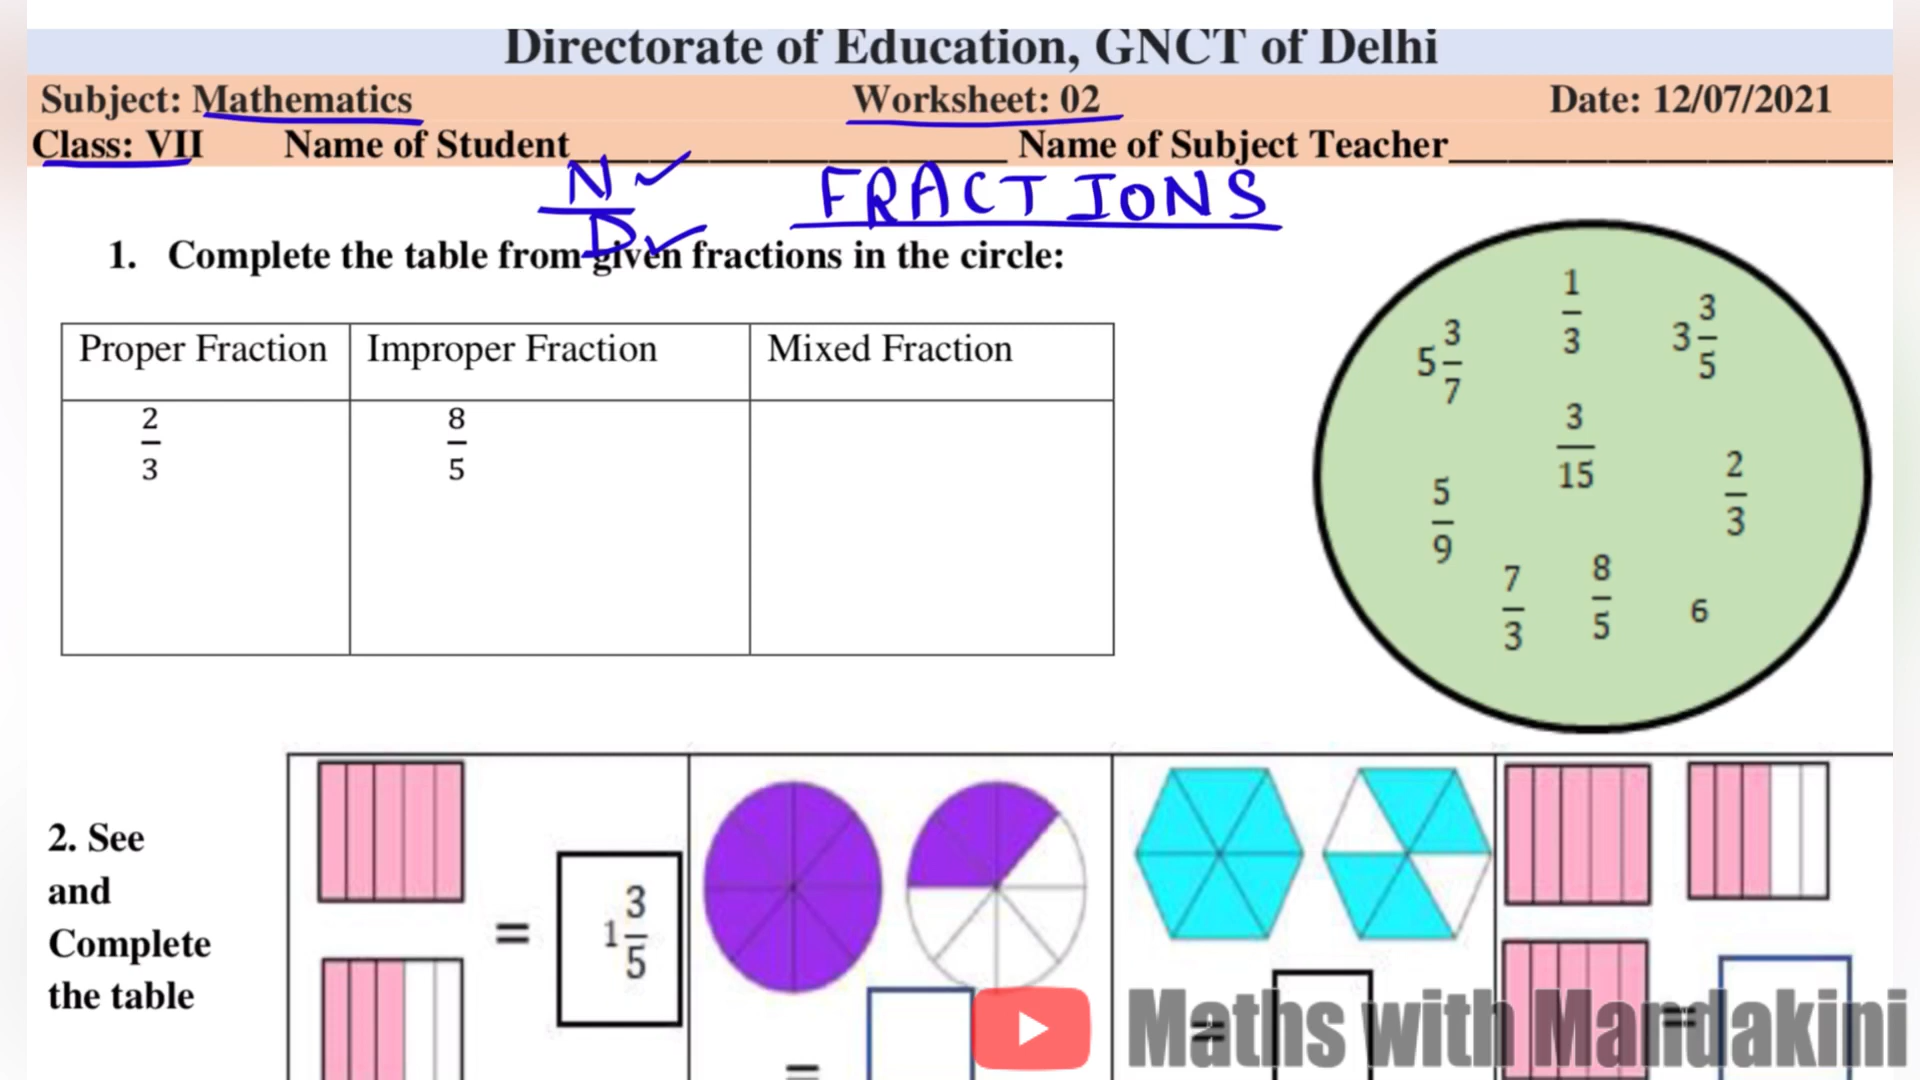 Directorate of Education, GNCT of Delhi
Subject: Mathematics Worksheet: 02 Date: 12/07/2021
Class: VII Name of Student____________________ Name of Subject Teacher____________________
N
D
FRACTIONS
1. Complete the table from given fractions in the circle:
Proper Fraction Improper Fraction Mixed Fraction
2/3 8/5
5 3/7 1/3 3 3/5
3/15
5/9 2/3
7/3 8/5 6
2. See
and
Complete
the table
= 1 3/5
=
=
=
Maths with Mandakini